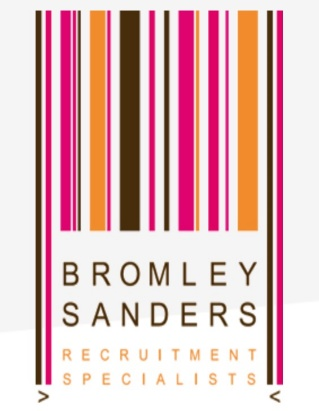 BROMLEY
SANDERS
RECRUITMENT
SPECIALISTS
> <